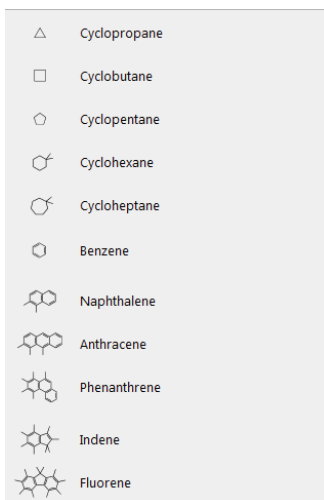 Cyclopropane
Cyclobutane
Cyclopentane
Cyclohexane
Cycloheptane
Benzene
Naphthalene
Anthracene
Phenanthrene
Indene
Fluorene